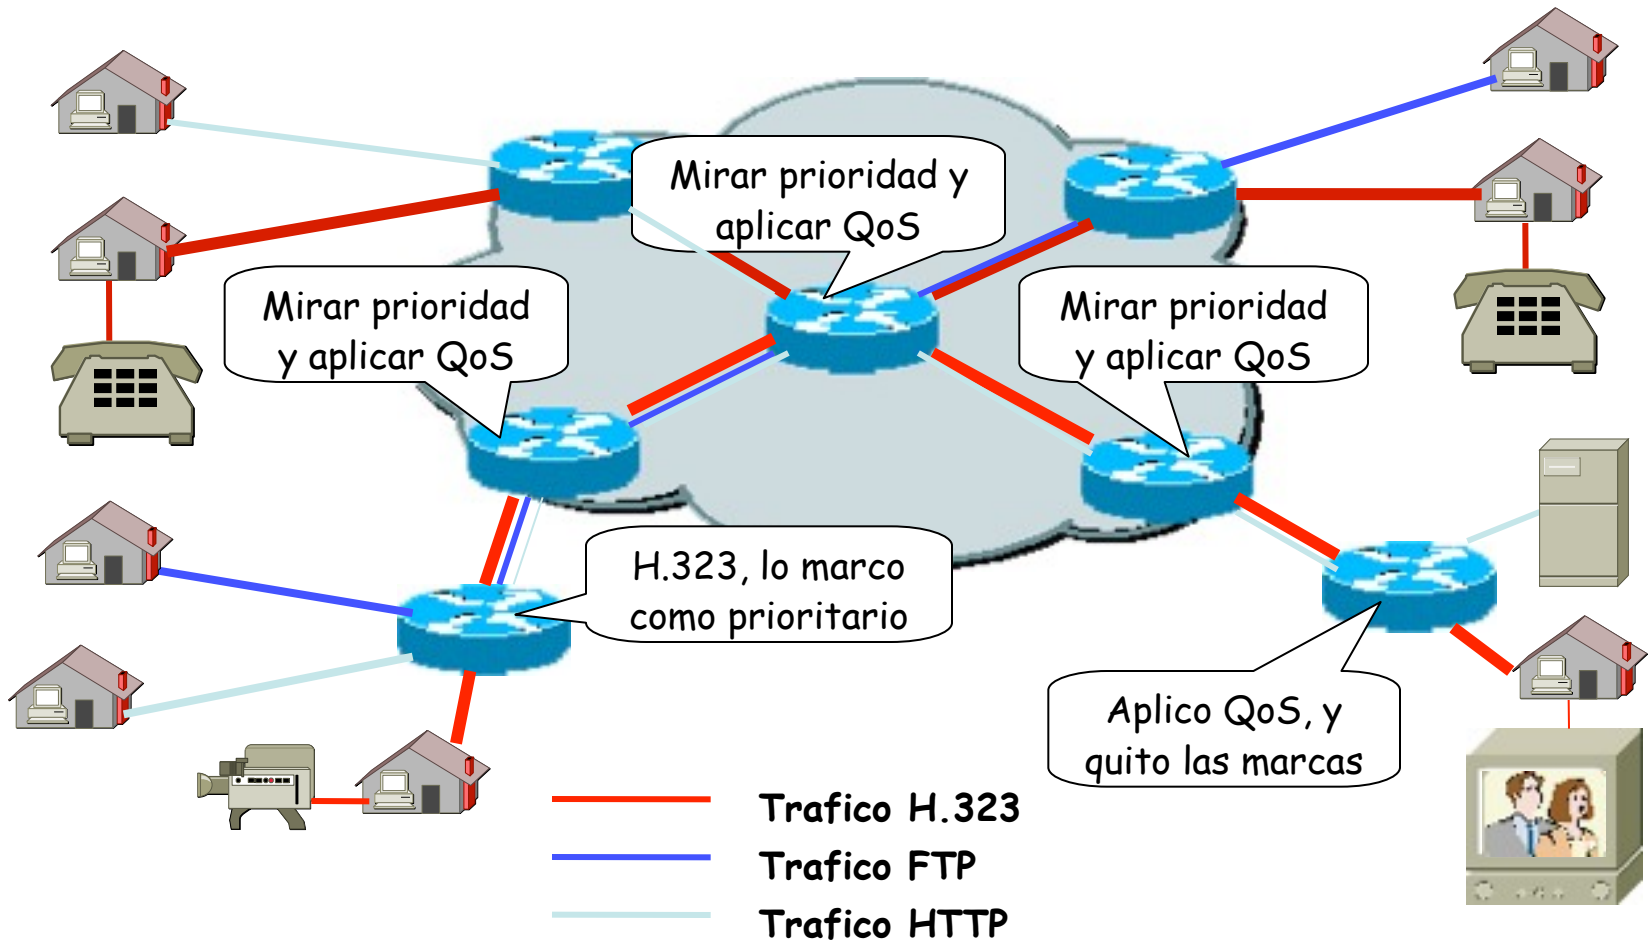 Mirar prioridad y
aplicar QoS
Mirar prioridad
y aplicar QoS
Mirar prioridad
y aplicar QoS
H.323, lo marco
como prioritario
Aplico QoS, y
quito las marcas
Trafico H.323
Trafico FTP
Trafico HTTP